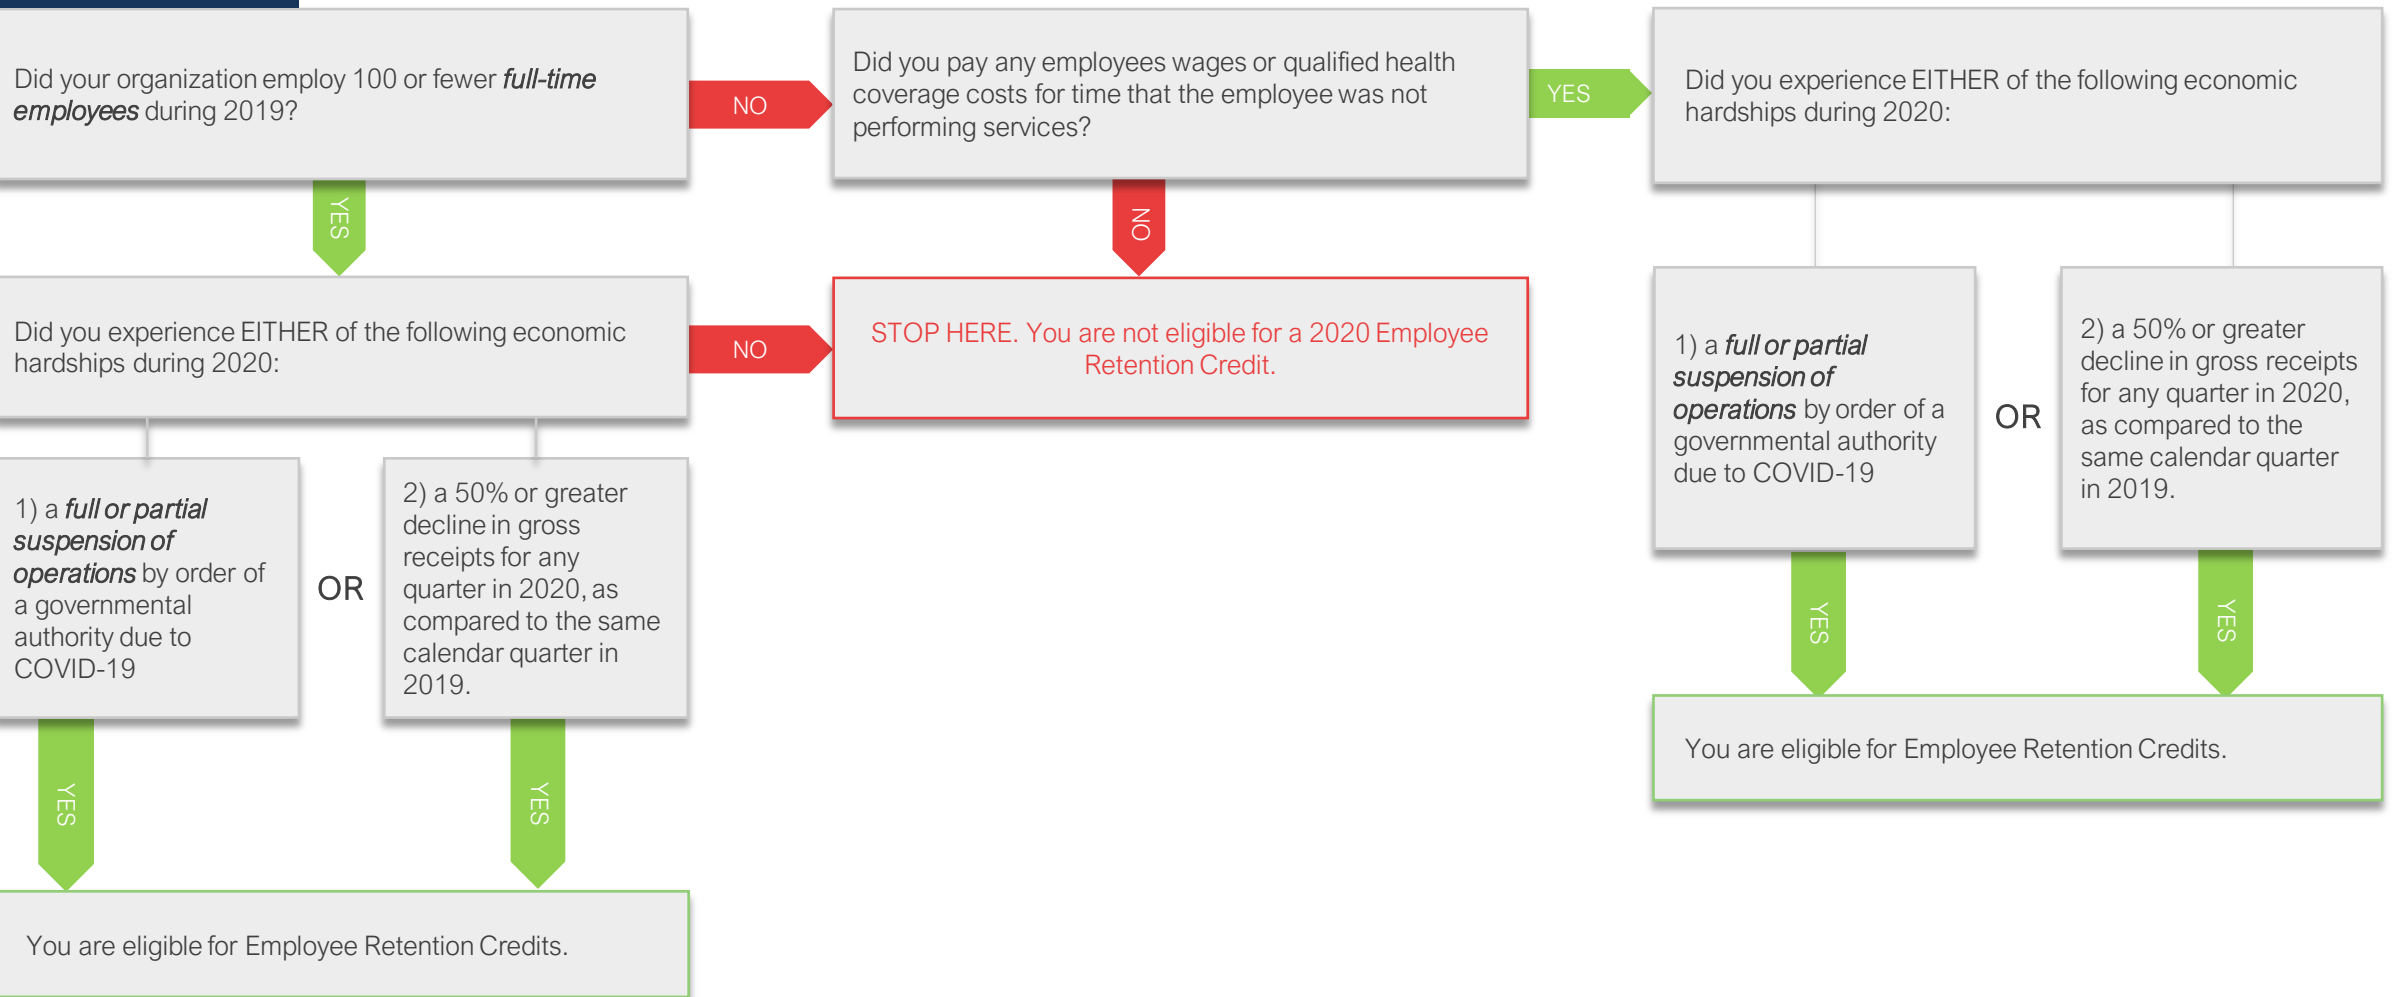 Did your organization employ 100 or fewer full-time
employees during 2019?
NO
Did you pay any employees wages or qualified health
coverage costs for time that the employee was not
performing services?
YES
Did you experience EITHER of the following economic
hardships during 2020:
YES
NO
Did you experience EITHER of the following economic
hardships during 2020:
NO
STOP HERE. You are not eligible for a 2020 Employee
Retention Credit.
1) a full or partial
suspension of
operations by order of a
governmental authority
due to COVID-19
OR
2) a 50% or greater
decline in gross receipts
for any quarter in 2020,
as compared to the
same calendar quarter
in 2019.
1) a full or partial
suspension of
operations by order of
a governmental
authority due to
COVID-19
OR
2) a 50% or greater
decline in gross
receipts for any
quarter in 2020, as
compared to the same
calendar quarter in
2019.
YES
YES
You are eligible for Employee Retention Credits.
YES
YES
You are eligible for Employee Retention Credits.